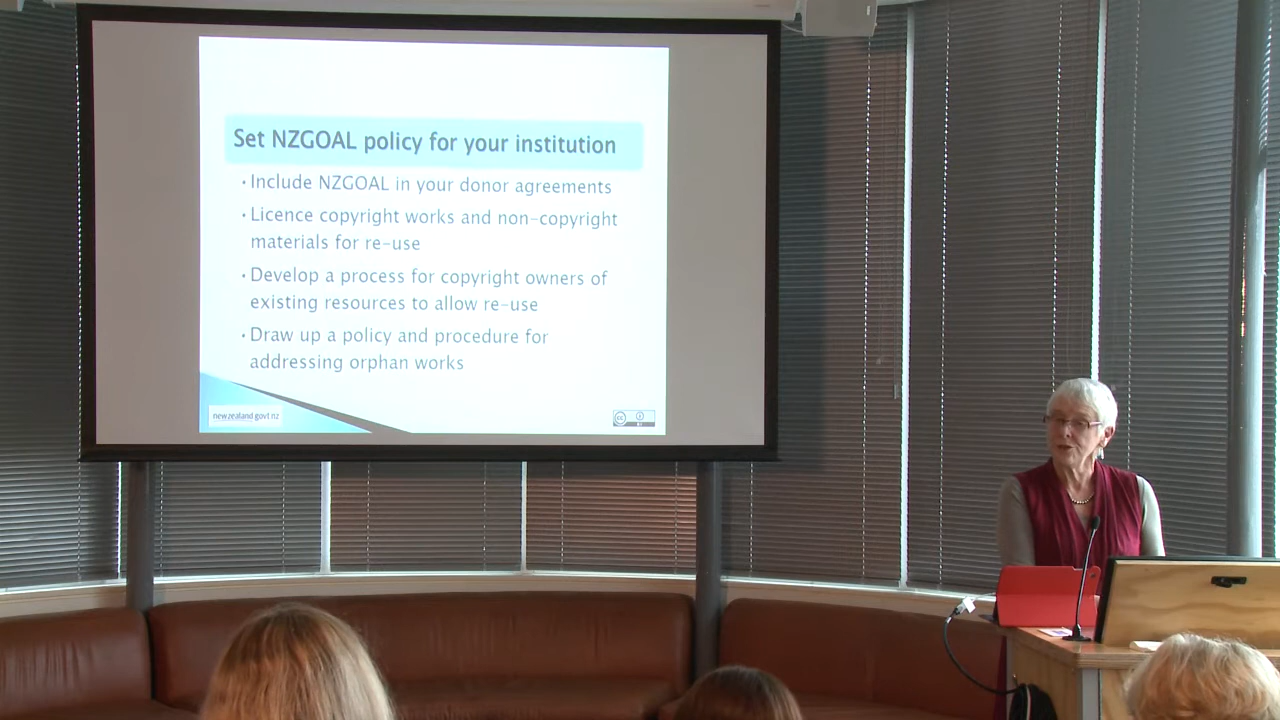 Set NZGOAL policy for your institution
• Include NZGOAL in your donor agreements
• Licence copyright works and non-copyright
materials for re-use
• Develop a process for copyright owners of
existing resources to allow re-use
• Draw up a policy and procedure for
addressing orphan works
newzealand.govt.nz
cc